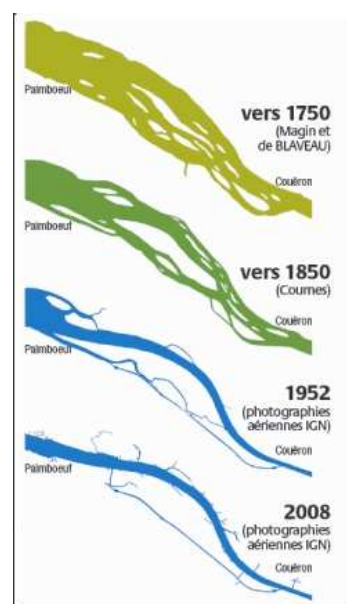 Paimboeuf
vers 1750
(Magin et
de BLAVEAU)
Couëron
Paimboeuf
vers 1850
(Cournes)
Couëron
Paimboeuf
1952
(photographies
aériennes IGN)
Couëron
Paimboeuf
2008
(photographies
aériennes IGN)
Couëron